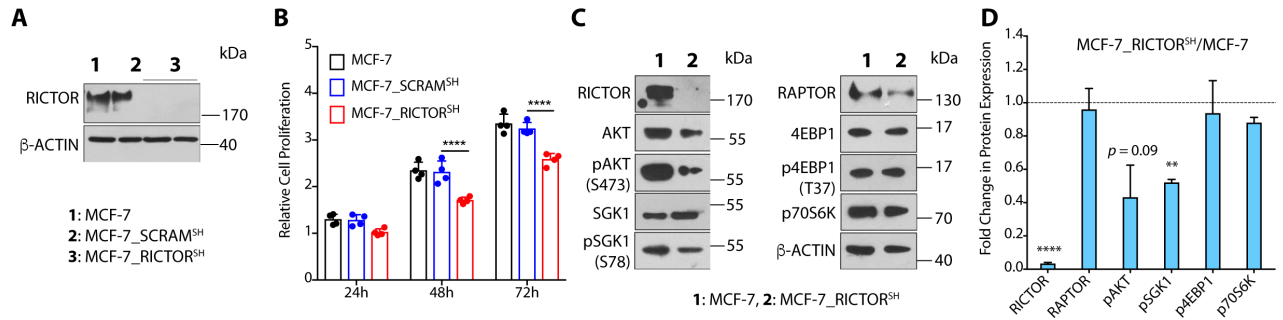 A
1 2 3
kDa
RICTOR
170
β-ACTIN
40
1: MCF-7
2: MCF-7_SCRAMSH
3: MCF-7_RICTORSH
B
Relative Cell Proliferation
6
5
4
3
2
1
MCF-7
MCF-7_SCRAMSH
MCF-7_RICTORSH
****
****
24h 48h 72h
C
1 2 kDa
RICTOR 170
AKT 55
pAKT
(S473) 55
SGK1
pSGK1 55
(S78)
1 2 kDa
RAPTOR 130
4EBP1 17
p4EBP1 17
(T37)
p70S6K 70
β-ACTIN
40
1: MCF-7, 2: MCF-7_RICTORSH
D
MCF-7_RICTORSH/MCF-7
Fold Change in Protein Expression
1.4
1.2
1.0
0.8
0.6
0.4
0.2
0.0
****
p = 0.09
**
RICTOR RAPTOR pAKT pSGK1 p4EBP1 p70S6K